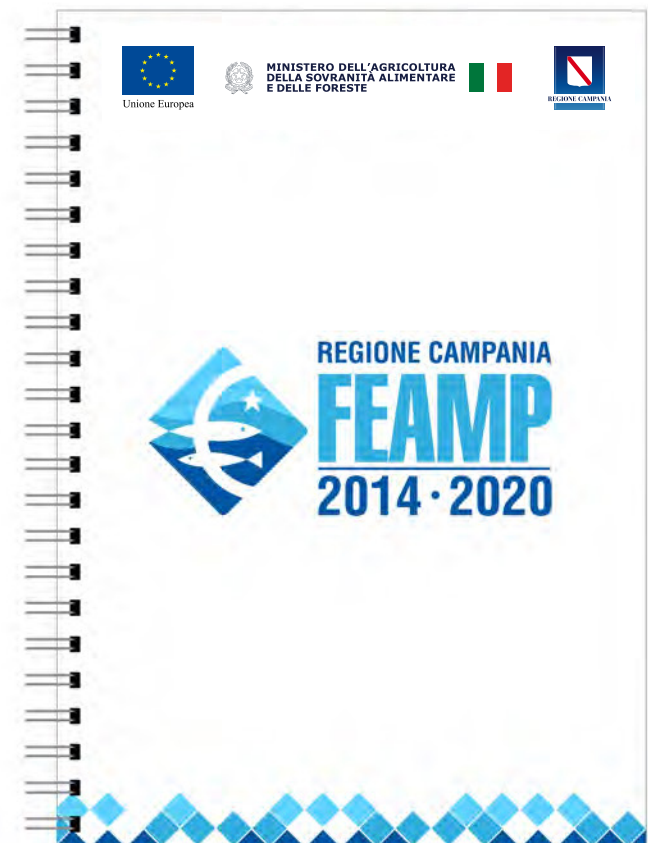 Unione Europea
MINISTERO DELL'AGRICOLTURA
DELLA SOVRANITÀ ALIMENTARE
E DELLE FORESTE
REGIONE CAMPANIA
REGIONE CAMPANIA
FEAMP
2014 · 2020